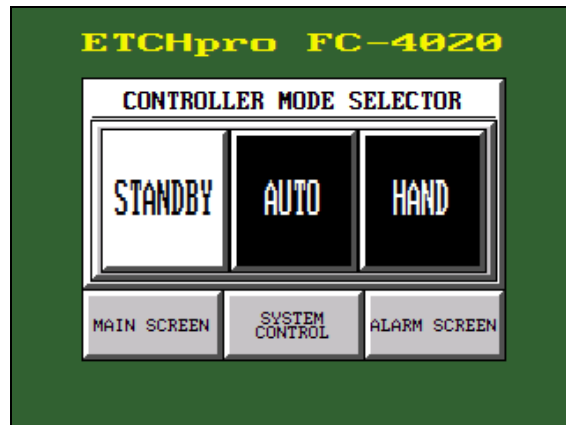 ETCHpro FC-4020
CONTROLLER MODE SELECTOR
STANDBY AUTO HAND
MAIN SCREEN
SYSTEM
CONTROL
ALARM SCREEN